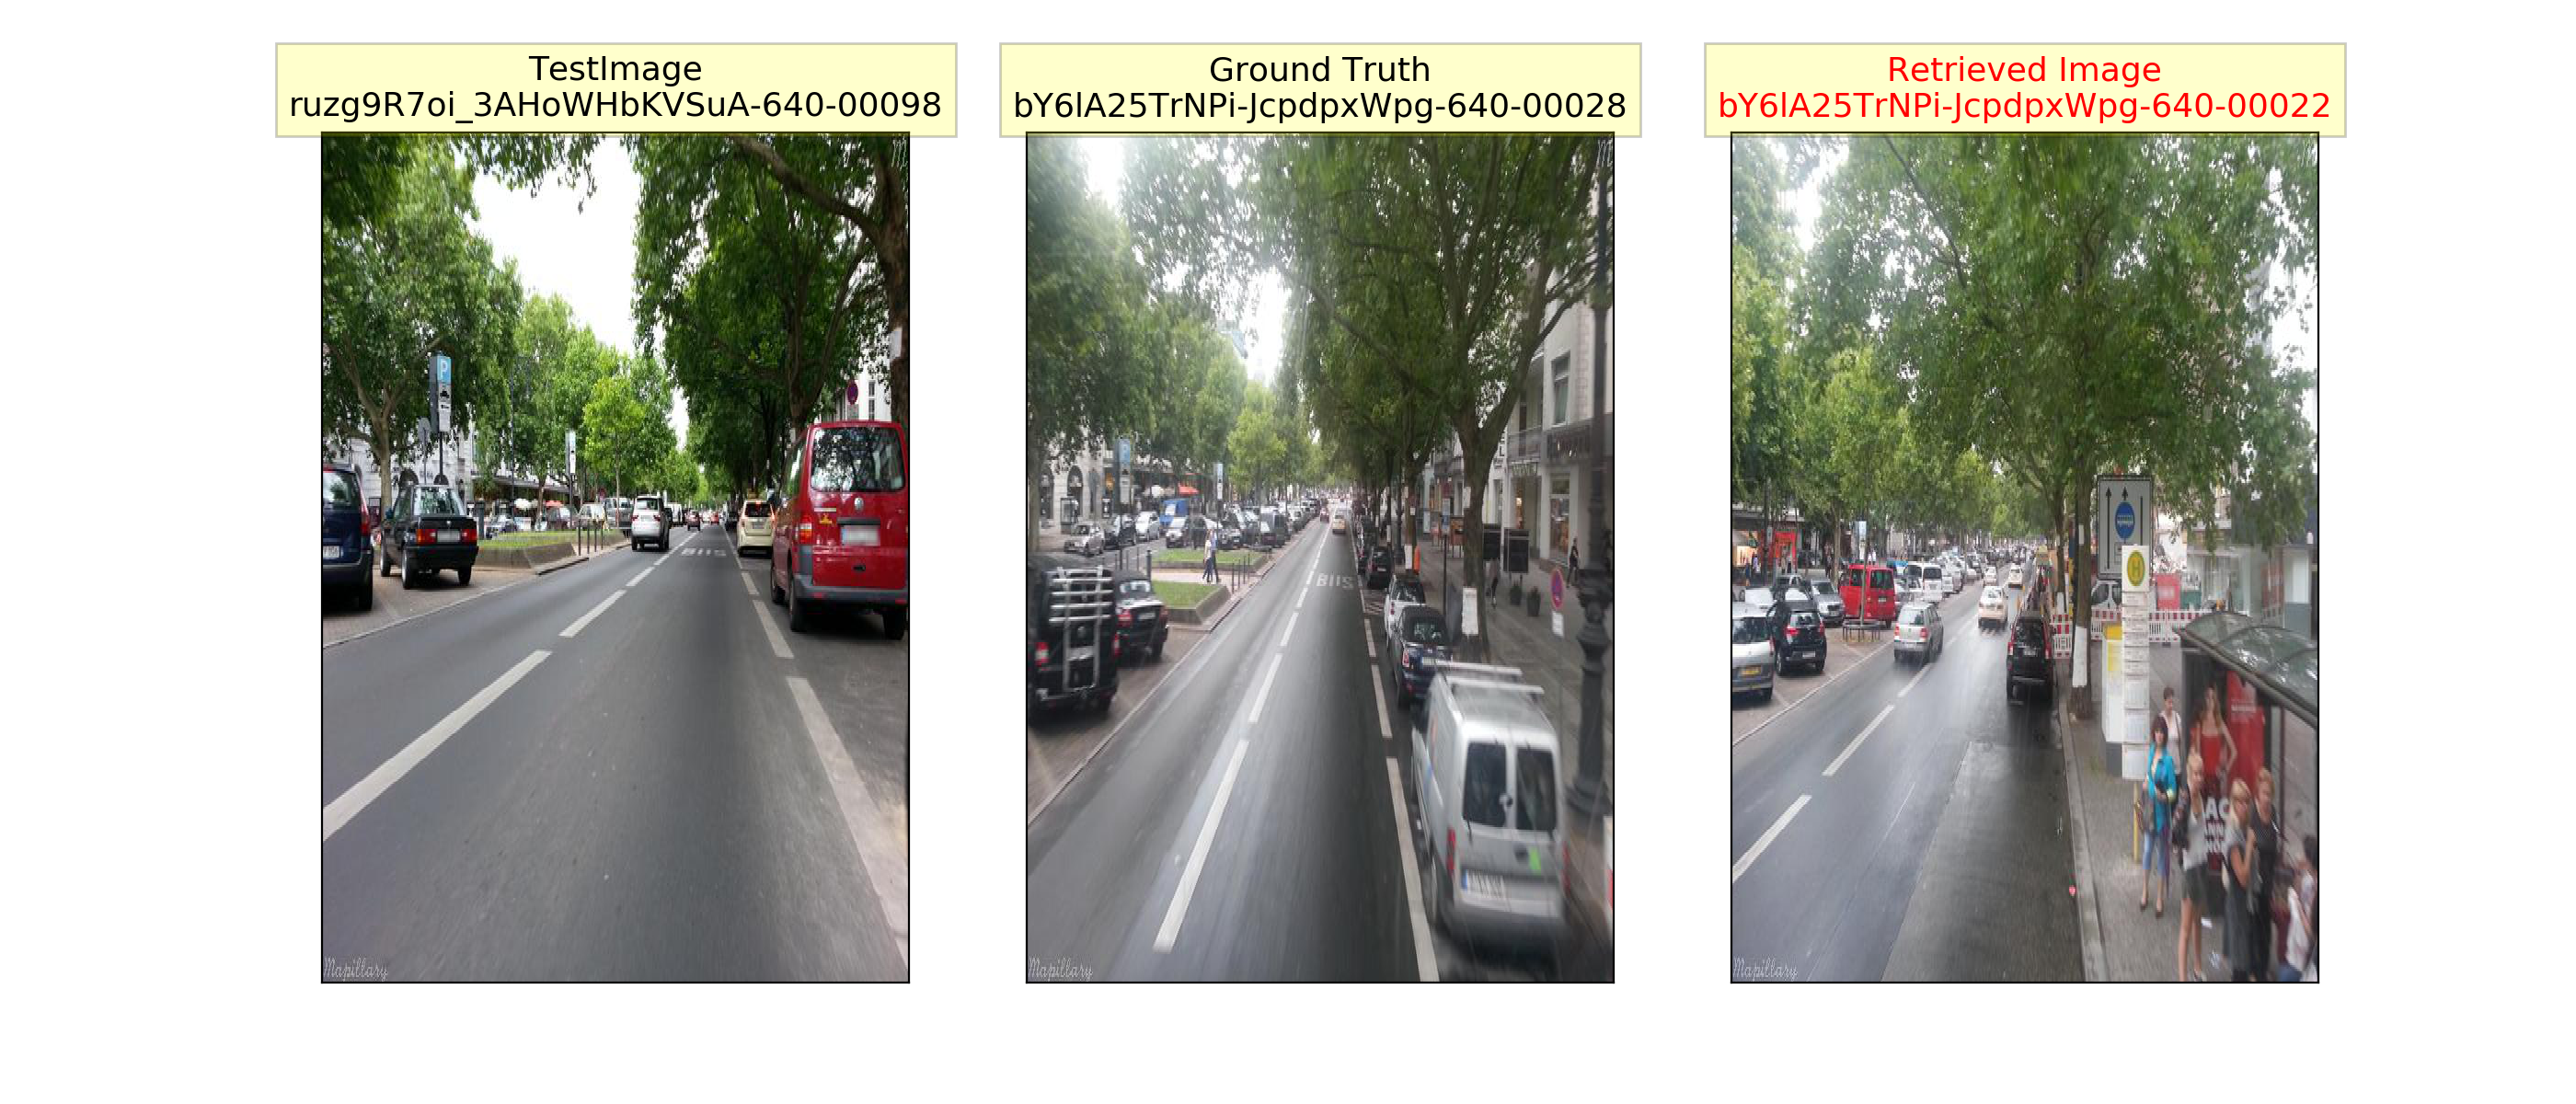 TestImage
ruzg9R7oi_3AHoWHbKVSuA-640-00098
Ground Truth
bY6lA25TrNPi-JcpdpxWpg-640-00028
Retrieved Image
bY6lA25TrNPi-JcpdpxWpg-640-00022
P
BUS
BUS
H
Mapillary
Mapillary
Mapillary